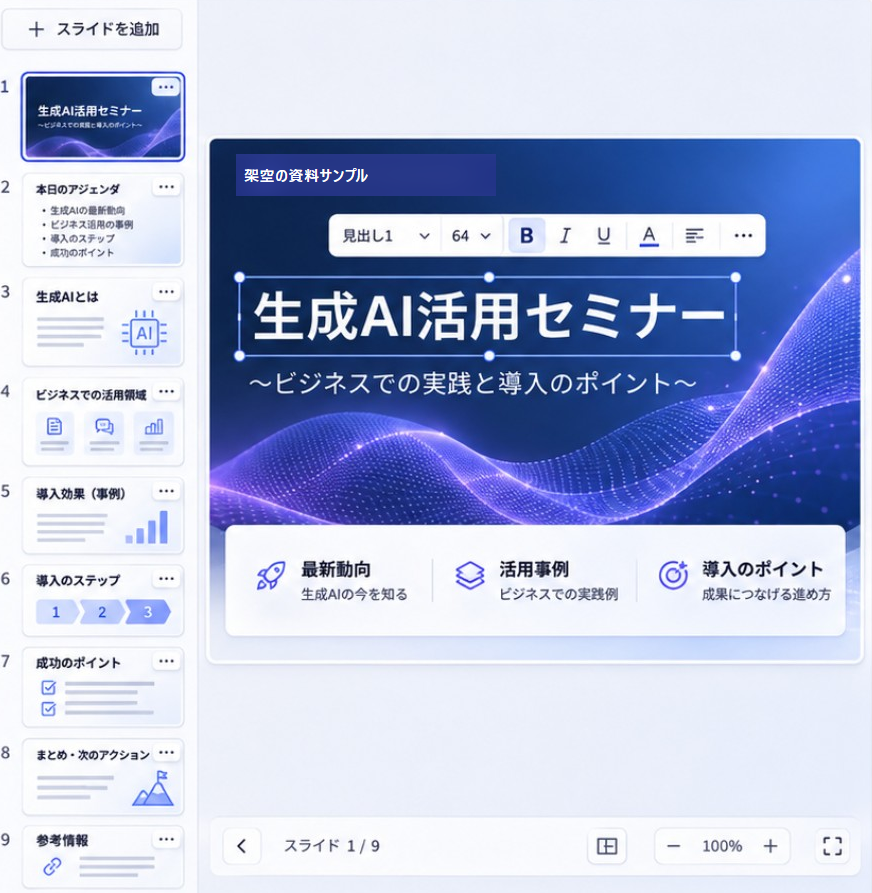 ＋ スライドを追加
1
生成AI活用セミナー
～ビジネスでの実践と導入のポイント～
2
本日のアジェンダ
• 生成AIの最新動向
• ビジネス活用の事例
• 導入のステップ
• 成功のポイント
3
生成AIとは
AI
4
ビジネスでの活用領域
5
導入効果（事例）
6
導入のステップ
1 2 3
7
成功のポイント
8
まとめ・次のアクション
9
参考情報
架空の資料サンプル
見出し1 64 B I U A
生成AI活用セミナー
～ビジネスでの実践と導入のポイント～
最新動向
生成AIの今を知る
活用事例
ビジネスでの実践例
導入のポイント
成果につなげる進め方
スライド 1 / 9
100%